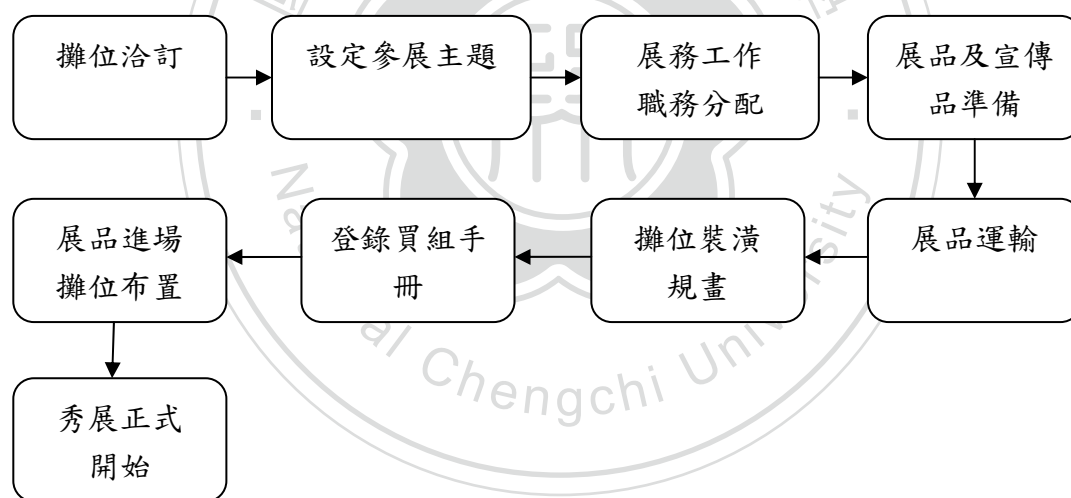 攤位洽訂
設定參展主題
展務工作
職務分配
展品及宣傳
品準備
展品運輸
攤位裝潢
規畫
登錄買組手
冊
展品進場
攤位布置
秀展正式
開始
Chengchi University